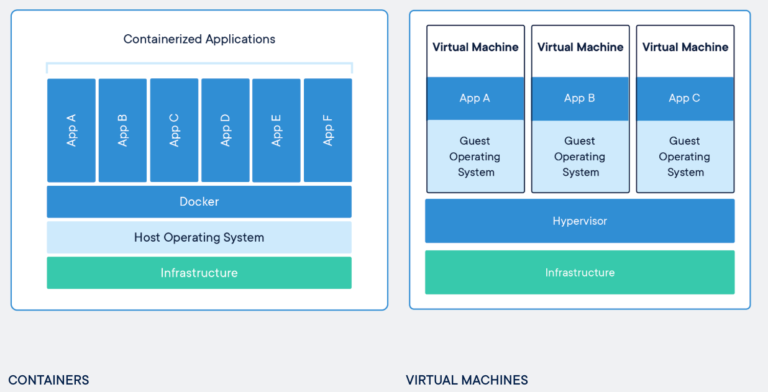 Containerized Applications
App A
App B
App C
App D
App E
App F
Docker
Host Operating System
Infrastructure
CONTAINERS
Virtual Machine
App A
Guest
Operating
System
Virtual Machine
App B
Guest
Operating
System
Virtual Machine
App C
Guest
Operating
System
Hypervisor
Infrastructure
VIRTUAL MACHINES